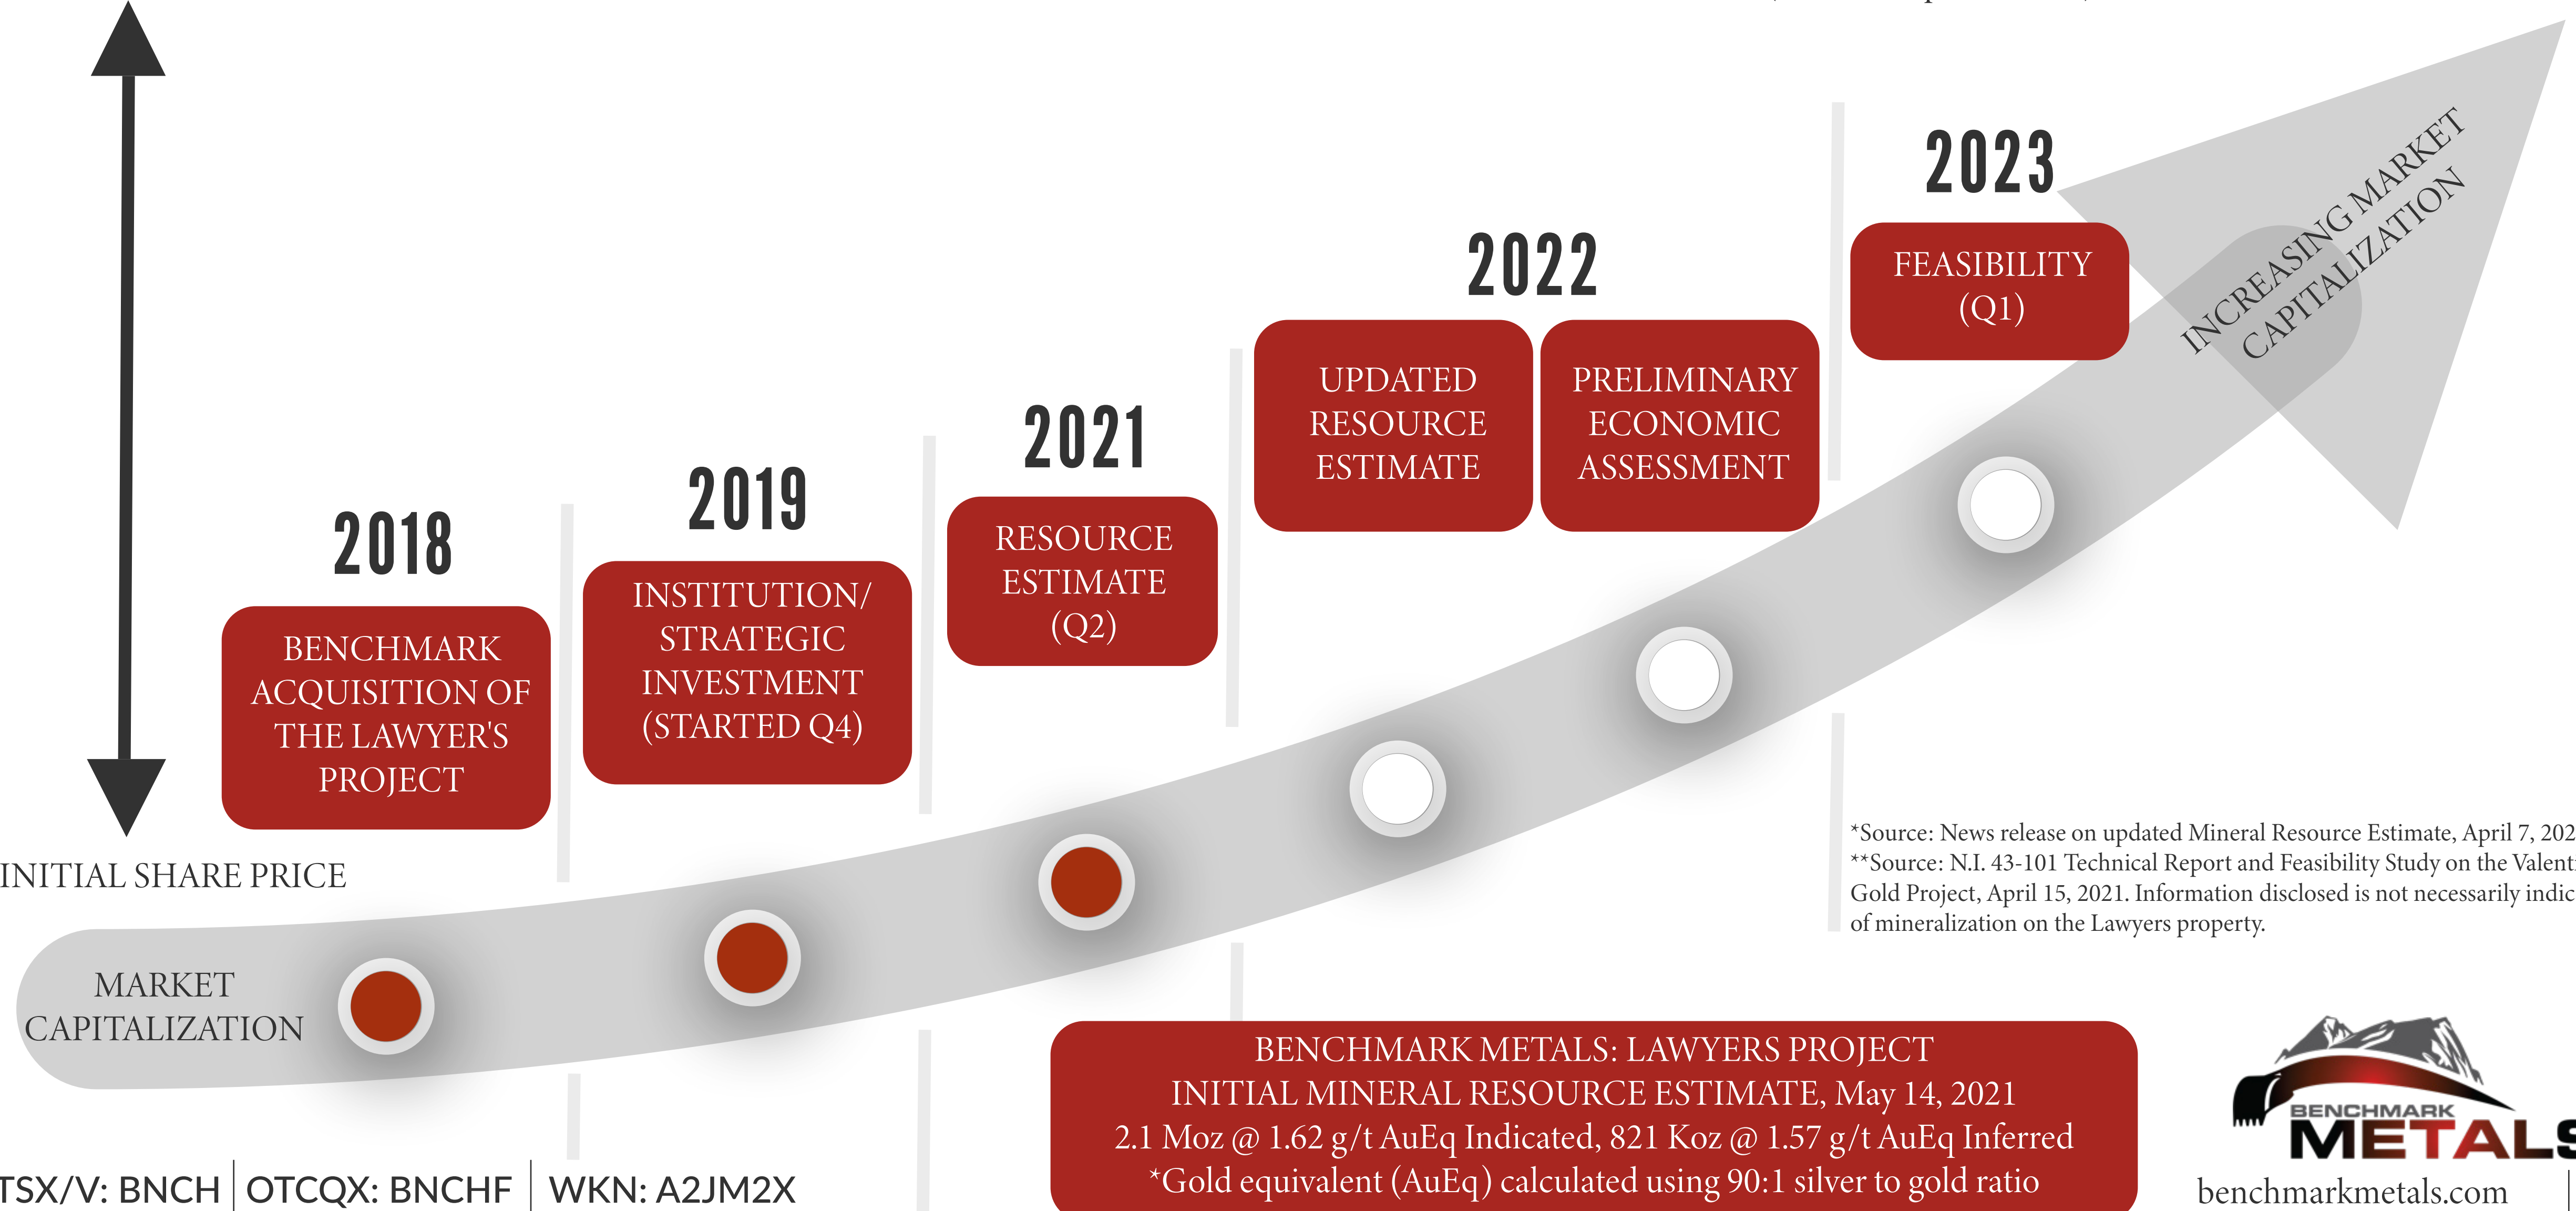 2018
BENCHMARK
ACQUISITION OF
THE LAWYER'S
PROJECT
2019
INSTITUTION/
STRATEGIC
INVESTMENT
(STARTED Q4)
2021
RESOURCE
ESTIMATE
(Q2)
2022
UPDATED
RESOURCE
ESTIMATE
PRELIMINARY
ECONOMIC
ASSESSMENT
2023
FEASIBILITY
(Q1)
INCREASING MARKET
CAPITALIZATION
INITIAL SHARE PRICE
MARKET
CAPITALIZATION
*Source: News release on updated Mineral Resource Estimate, April 7,
**Source: N.I. 43-101 Technical Report and Feasibility Study on the
Gold Project, April 15, 2021. Information disclosed is not necessarily
of mineralization on the Lawyers property.
BENCHMARK METALS: LAWYERS PROJECT
INITIAL MINERAL RESOURCE ESTIMATE, May 14, 2021
2.1 Moz @ 1.62 g/t AuEq Indicated, 821 Koz @ 1.57 g/t AuEq Inferred
*Gold equivalent (AuEq) calculated using 90:1 silver to gold ratio
BENCHMARK
METALS
benchmarkmetals.com
TSX/V: BNCH | OTCQX: BNCHF | WKN: A2JM2X